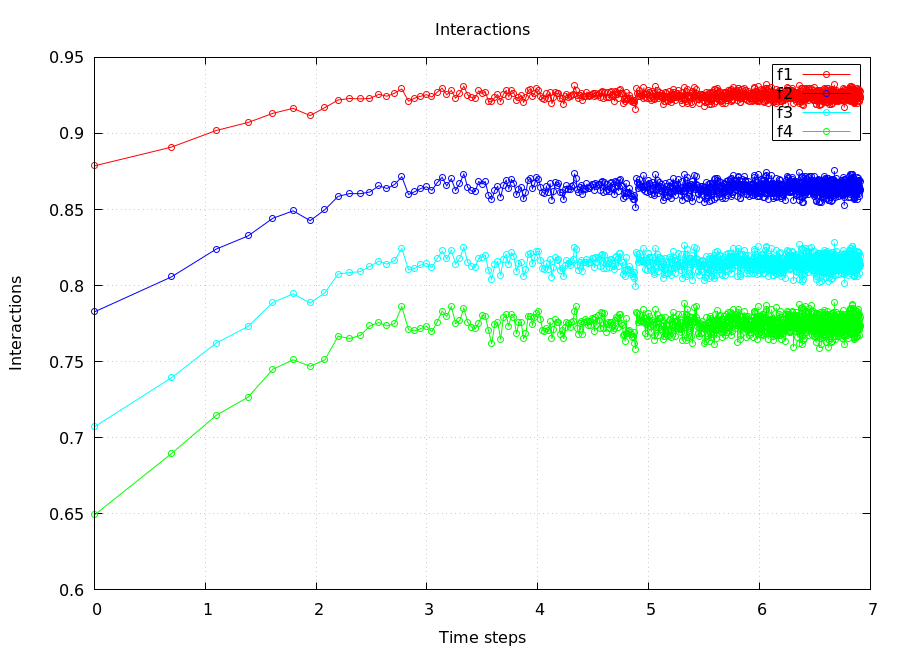 Interactions
0.95
0.9
0.85
0.8
0.75
0.7
0.65
0.6
Interactions
f1
f2
f3
f4
0 1 2 3 4 5 6 7
Time steps